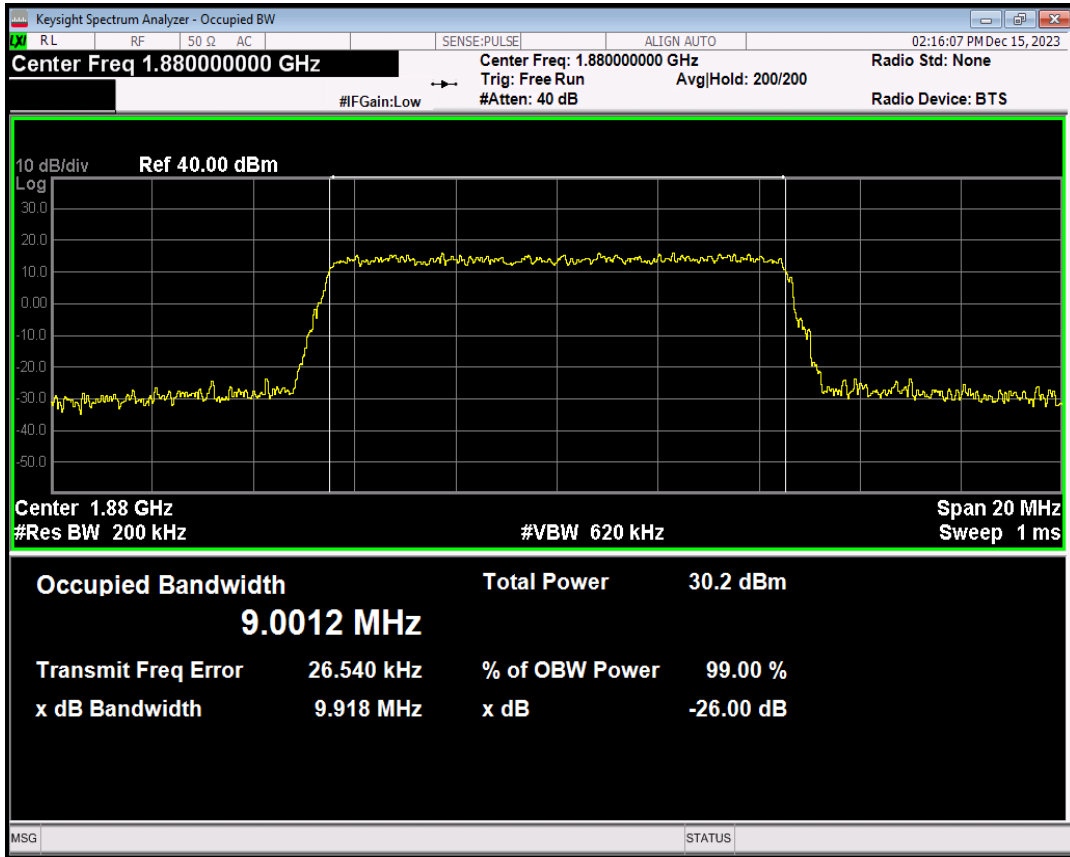 Keysight Spectrum Analyzer - Occupied BW
LXI RL RF 50 Ω AC SENSE:PULSE ALIGN AUTO 02:16:07 PM Dec 15, 2023
Center Freq 1.880000000 GHz Center Freq: 1.880000000 GHz Radio Std: None
Trig: Free Run Avg|Hold: 200/200
#IFGain:Low #Atten: 40 dB Radio Device: BTS
10 dB/div Ref 40.00 dBm
Log
30.0
20.0
10.0
0.00
-10.0
-20.0
-30.0
-40.0
-50.0
Center 1.88 GHz Span 20 MHz
#Res BW 200 kHz #VBW 620 kHz Sweep 1 ms
Occupied Bandwidth Total Power 30.2 dBm
9.0012 MHz
Transmit Freq Error 26.540 kHz % of OBW Power 99.00 %
x dB Bandwidth 9.918 MHz x dB -26.00 dB
MSG STATUS